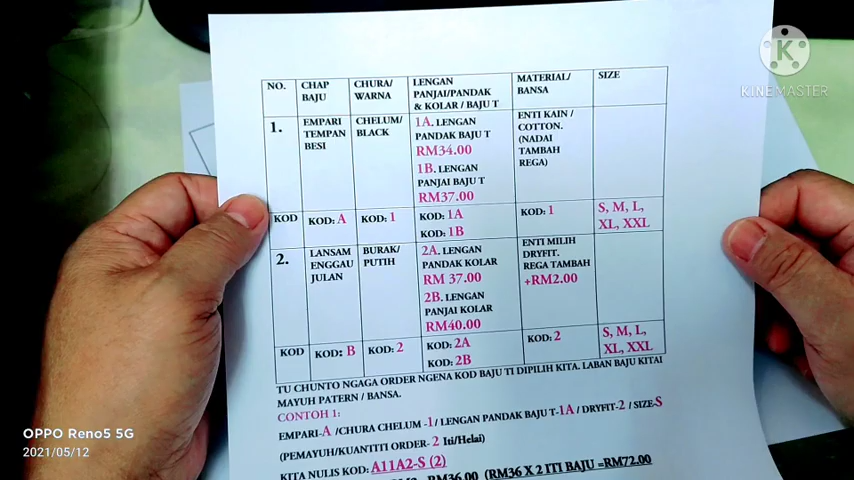 NO.
CHAP BAJU
CHURA/ WARNA
LENGAN PANJAI/PANDAK & KOLAR / BAJU T
MATERIAL/ BANSA
SIZE
1.
EMPARI TEMPAN BESI
CHELUM/ BLACK
1A. LENGAN PANDAK BAJU T
RM34.00
1B. LENGAN PANJAI BAJU T
RM37.00
ENTI KAIN / COTTON. (NADAI TAMBAH REGA)
KOD
KOD: A
KOD: 1
KOD: 1A
KOD: 1B
KOD: 1
S, M, L, XL, XXL
2.
LANSAM ENGGAU JULAN
BURAK/ PUTIH
2A. LENGAN PANDAK KOLAR
RM 37.00
2B. LENGAN PANJAI KOLAR
RM40.00
ENTI MILIH DRYFIT. REGA TAMBAH +RM2.00
KOD
KOD: B
KOD: 2
KOD: 2A
KOD: 2B
KOD: 2
S, M, L, XL, XXL
TU CHUNTO NGAGA ORDER NGENA KOD BAJU TI DIPILIH KITA. LABAN BAJU KITAI
MAYUH PATERN / BANSA.
CONTOH 1:
EMPARI-A /CHURA CHELUM -1/ LENGAN PANDAK BAJU T-1A / DRYFIT-2 / SIZE-S
(PEMAYUH/KUANTITI ORDER- 2 Iti/Helai)
KITA NULIS KOD: A11A2-S (2)
RM36.00 (RM36 X 2 ITI BAJU =RM72.00
K
KINEMASTER
OPPO Reno5 5G
2021/05/12